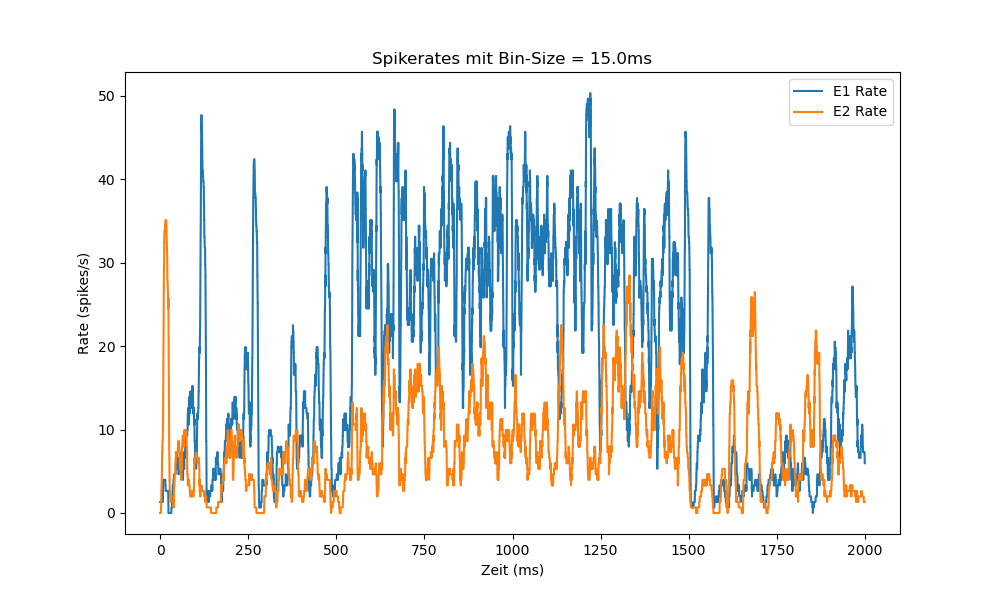 Spikerates mit Bin-Size = 15.0ms
E1 Rate
E2 Rate
50
40
30
20
10
0
Rate (spikes/s)
0 250 500 750 1000 1250 1500 1750 2000
Zeit (ms)